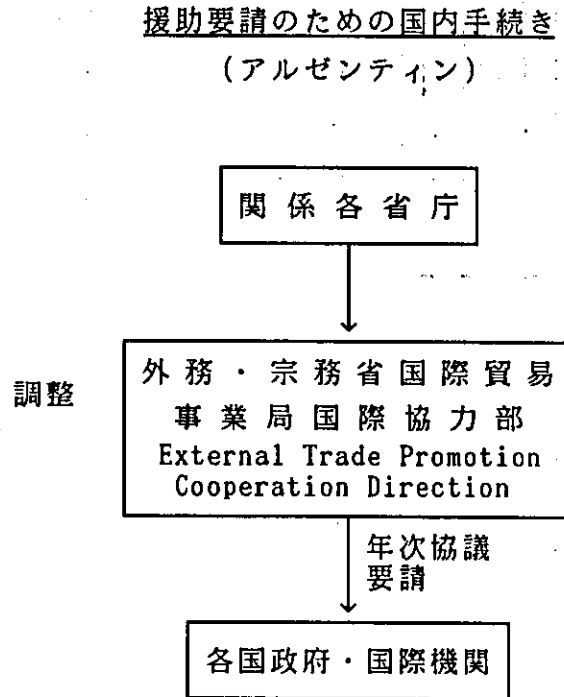 援助要請のための国内手続き
(アルゼンティン)
関係各省庁
調整
外務・宗務省国際貿易
事業局国際協力部
External Trade Promotion
Cooperation Direction
年次協議
要請
各国政府・国際機関